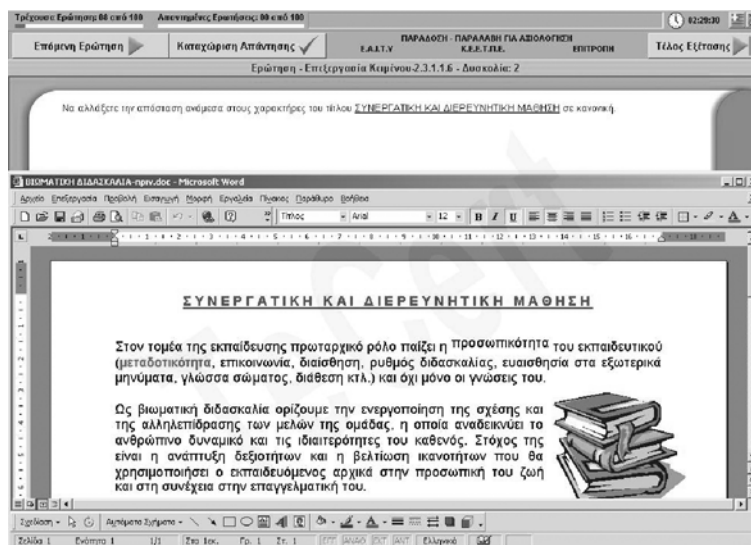 Τρέχουσα Ερώτηση: 00 από 100 Απαντημένες Ερωτήσεις: 00 από 100 02:29:30
Επόμενη Ερώτηση Καταχώριση Απάντησης ΠΑΡΑΔΟΣΗ - ΠΑΡΑΛΑΒΗ ΓΙΑ ΑΞΙΟΛΟΓΗΣΗ Τέλος Εξέτασης
Ε.Α.Ι.Τ.Υ Κ.Ε.Ε.Τ.Π.Ε. ΕΠΙΤΡΟΠΗ
Ερώτηση - Επεξεργασία Κειμένου-2.3.1.1.6 - Δυσκολία: 2
Να αλλάξετε την απόσταση ανάμεσα στους χαρακτήρες του τίτλου ΣΥΝΕΡΓΑΤΙΚΗ ΚΑΙ ΔΙΕΡΕΥΝΗΤΙΚΗ ΜΑΘΗΣΗ σε κανονική.
ΒΙΩΜΑΤΙΚΗ ΔΙΔΑΣΚΑΛΙΑ-πριν.doc - Microsoft Word
Αρχείο Επεξεργασία Προβολή Εισαγωγή Μορφή Εργαλεία Πίνακας Παράθυρο Βοήθεια
Τίτλος Arial 12 B I U
ΣΥΝΕΡΓΑΤΙΚΗ ΚΑΙ ΔΙΕΡΕΥΝΗΤΙΚΗ ΜΑΘΗΣΗ
Στον τομέα της εκπαίδευσης πρωταρχικό ρόλο παίζει η προσωπικότητα του εκπαιδευτικού
(μεταδοτικότητα, επικοινωνία, διαίσθηση, ρυθμός διδασκαλίας, ευαισθησία στα εξωτερικά
μηνύματα, γλώσσα σώματος, διάθεση κτλ.) και όχι μόνο οι γνώσεις του.
Ως βιωματική διδασκαλία ορίζουμε την ενεργοποίηση της σχέσης και
της αλληλεπίδρασης των μελών της ομάδας, η οποία αναδεικνύει το
ανθρώπινο δυναμικό και τις ιδιαιτερότητες του καθενός. Στόχος της
είναι η ανάπτυξη δεξιοτήτων και η βελτίωση ικανοτήτων που θα
χρησιμοποιήσει ο εκπαιδευόμενος αρχικά στην προσωπική του ζωή
και στη συνέχεια στην επαγγελματική του.
Σχεδίαση Αυτόματα Σχήματα
Σελίδα 1 Ενότητα 1 1/1 Στο 1εκ. Γρ. 1 Στ. 1 ΕΓΓ ΑΝΑΘ ΕΚΤ ΑΝΤ Ελληνικά